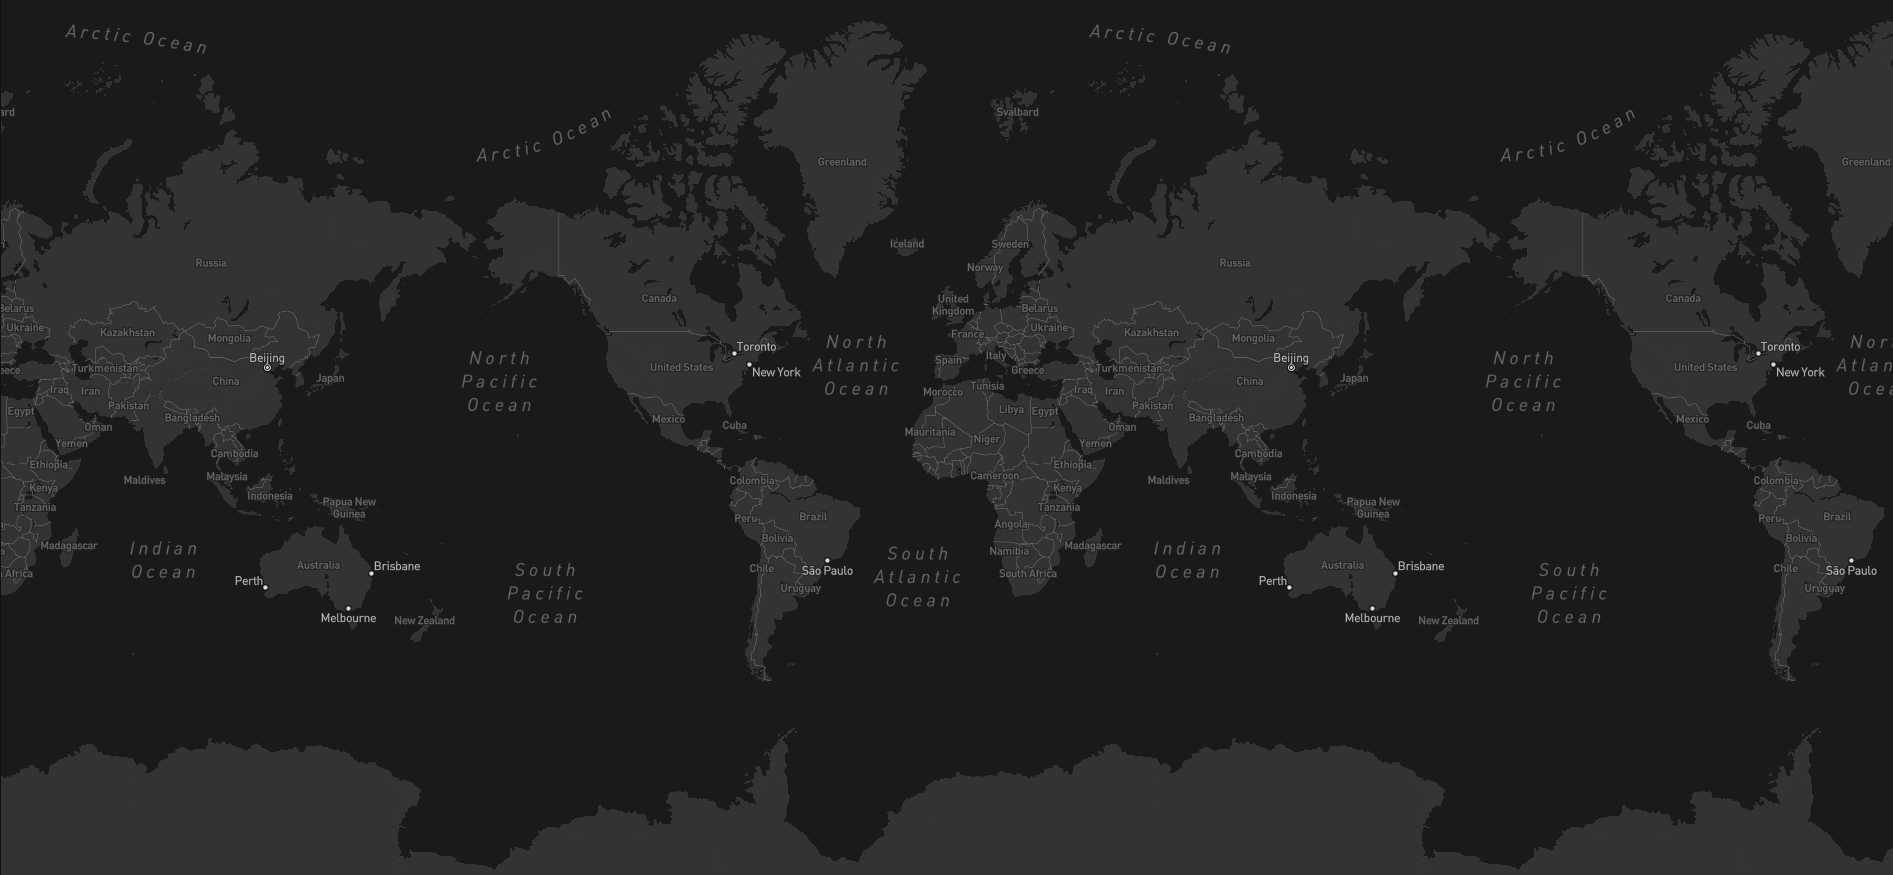 Arctic Ocean
Arctic Ocean
Svalbard
Arctic Ocean
Arctic Ocean
Greenland
Greenland
Iceland
Sweden
Norway
Russia
Russia
Canada
Canada
United
Kingdom
Belarus
Belarus
Ukraine
Ukraine
France
Kazakhstan
Kazakhstan
Mongolia
Mongolia
North
Atlantic
Ocean
Toronto
Toronto
Beijing
Beijing
North
Pacific
Ocean
North
Pacific
Ocean
Spain
Italy
Greece
United States
United States
New York
New York
Turkmenistan
Turkmenistan
China
China
Japan
Japan
Morocco
Tunisia
Iraq
Iraq
Iran
Iran
Pakistan
Pakistan
Libya
Egypt
Egypt
Bangladesh
Bangladesh
Mexico
Mexico
Cuba
Cuba
Oman
Oman
Mauritania
Niger
Yemen
Yemen
Cambodia
Cambodia
Ethiopia
Ethiopia
Maldives
Maldives
Malaysia
Malaysia
Colombia
Colombia
Cameroon
Kenya
Kenya
Indonesia
Indonesia
Tanzania
Tanzania
Papua New
Guinea
Papua New
Guinea
Peru
Peru
Brazil
Brazil
Angola
Bolivia
Bolivia
Madagascar
Madagascar
Namibia
Indian
Ocean
Indian
Ocean
South
Atlantic
Ocean
Australia
Australia
Brisbane
Brisbane
Chile
Chile
São Paulo
São Paulo
South Africa
Africa
Perth
Perth
South
Pacific
Ocean
South
Pacific
Ocean
Uruguay
Uruguay
Melbourne
Melbourne
New Zealand
New Zealand